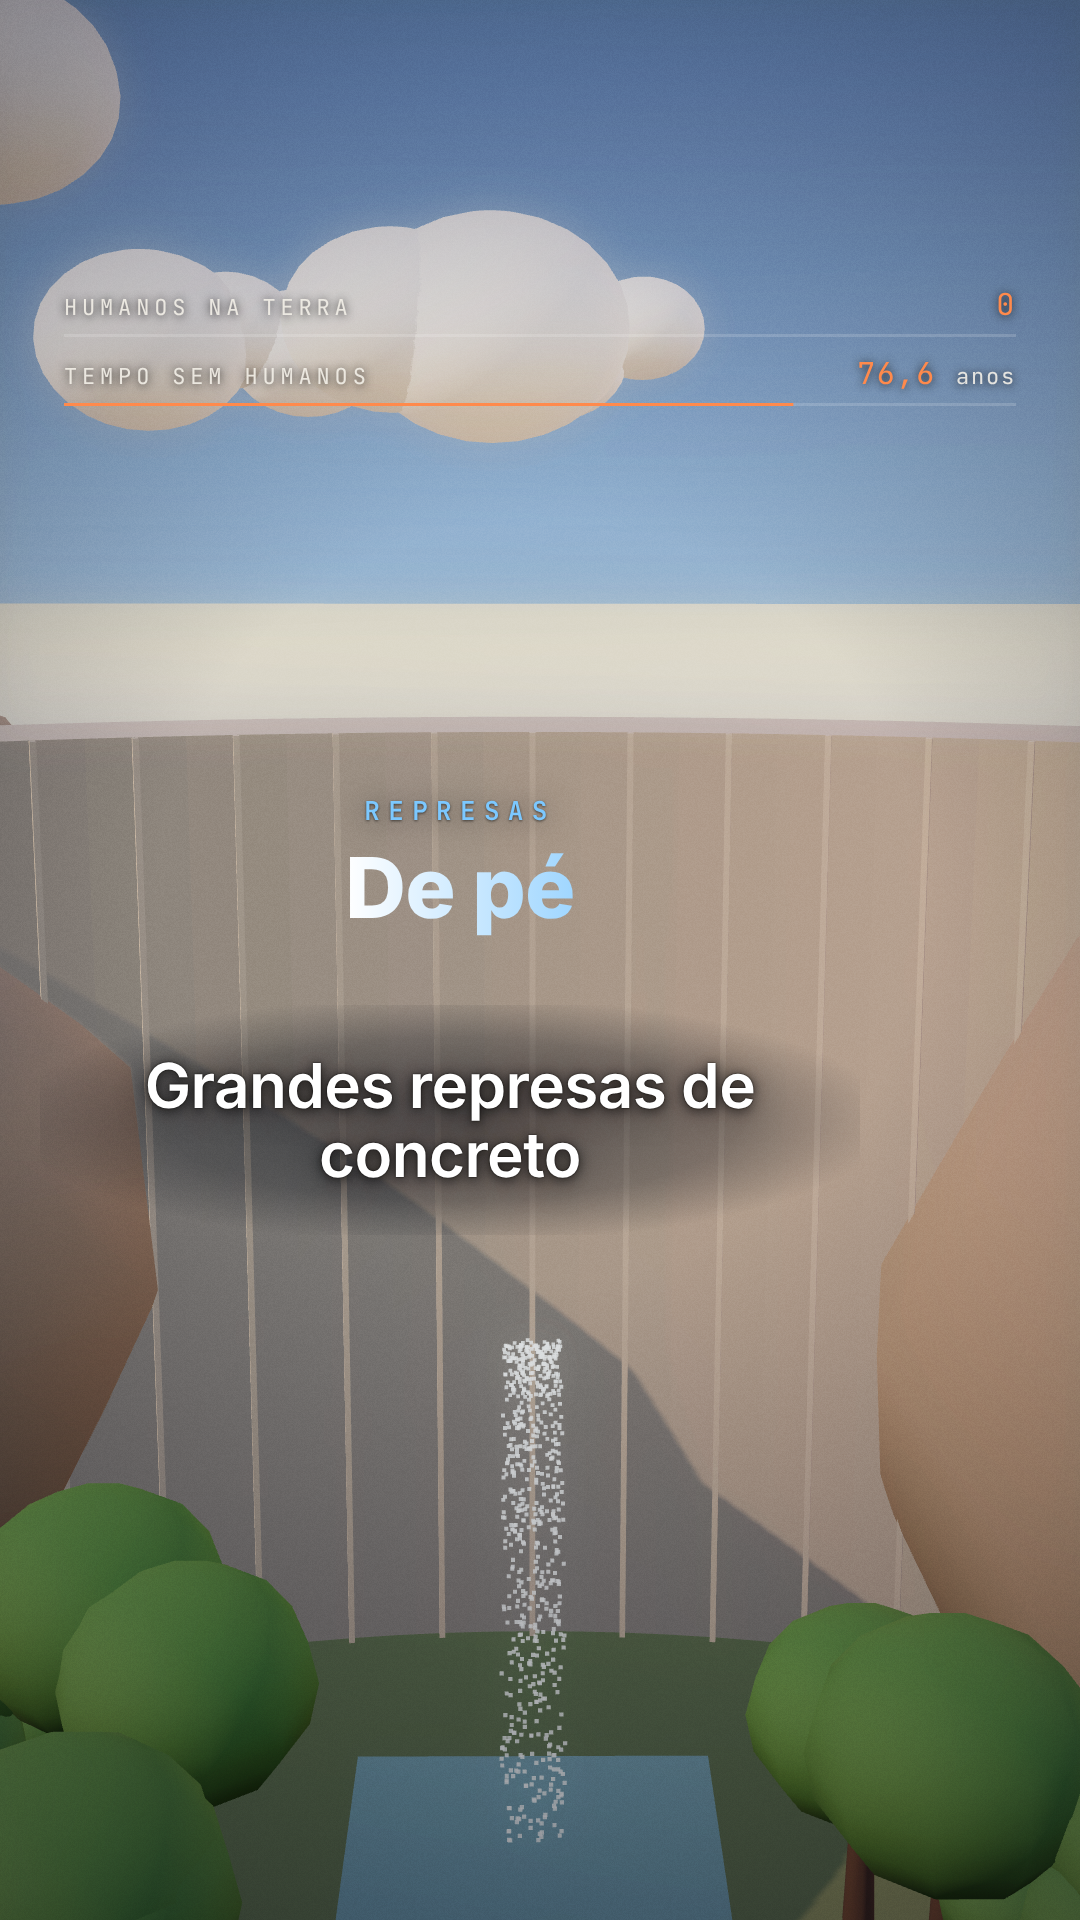 HUMANOS NA TERRA 0
TEMPO SEM HUMANOS 76,6 anos
REPRESAS
De pé
Grandes represas de
concreto